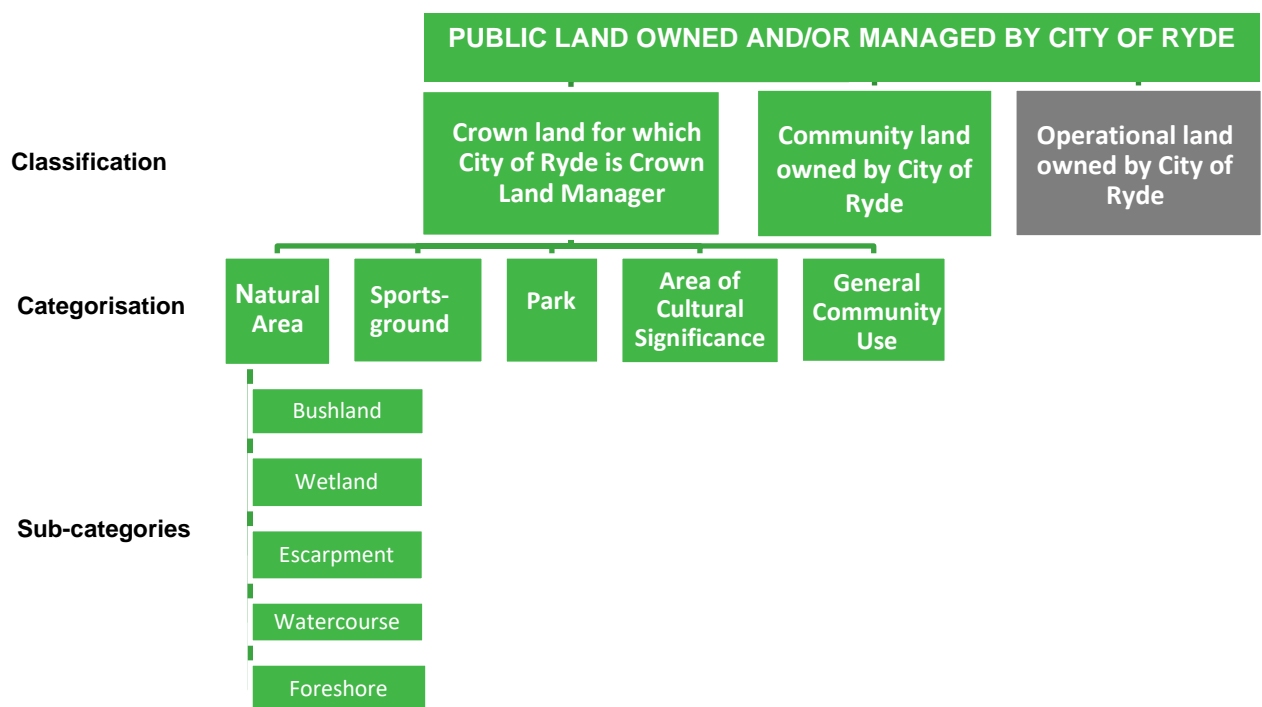 PUBLIC LAND OWNED AND/OR MANAGED BY CITY OF RYDE
Classification
Crown land for which
City of Ryde is Crown
Land Manager
Community land
owned by City of
Ryde
Operational land
owned by City of
Ryde
Categorisation
Natural
Area
Sports-
ground
Park
Area of
Cultural
Significance
General
Community
Use
Sub-categories
Bushland
Wetland
Escarpment
Watercourse
Foreshore